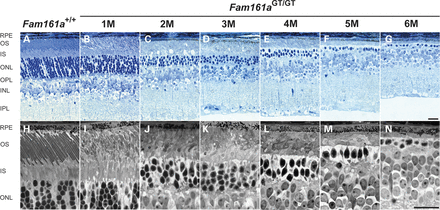 Fam161a+/+
Fam161aGT/GT
1M 2M 3M 4M 5M 6M
RPE
OS
IS
ONL
OPL
INL
IPL
A B C D E F G
RPE
OS
IS
ONL
H I J K L M N